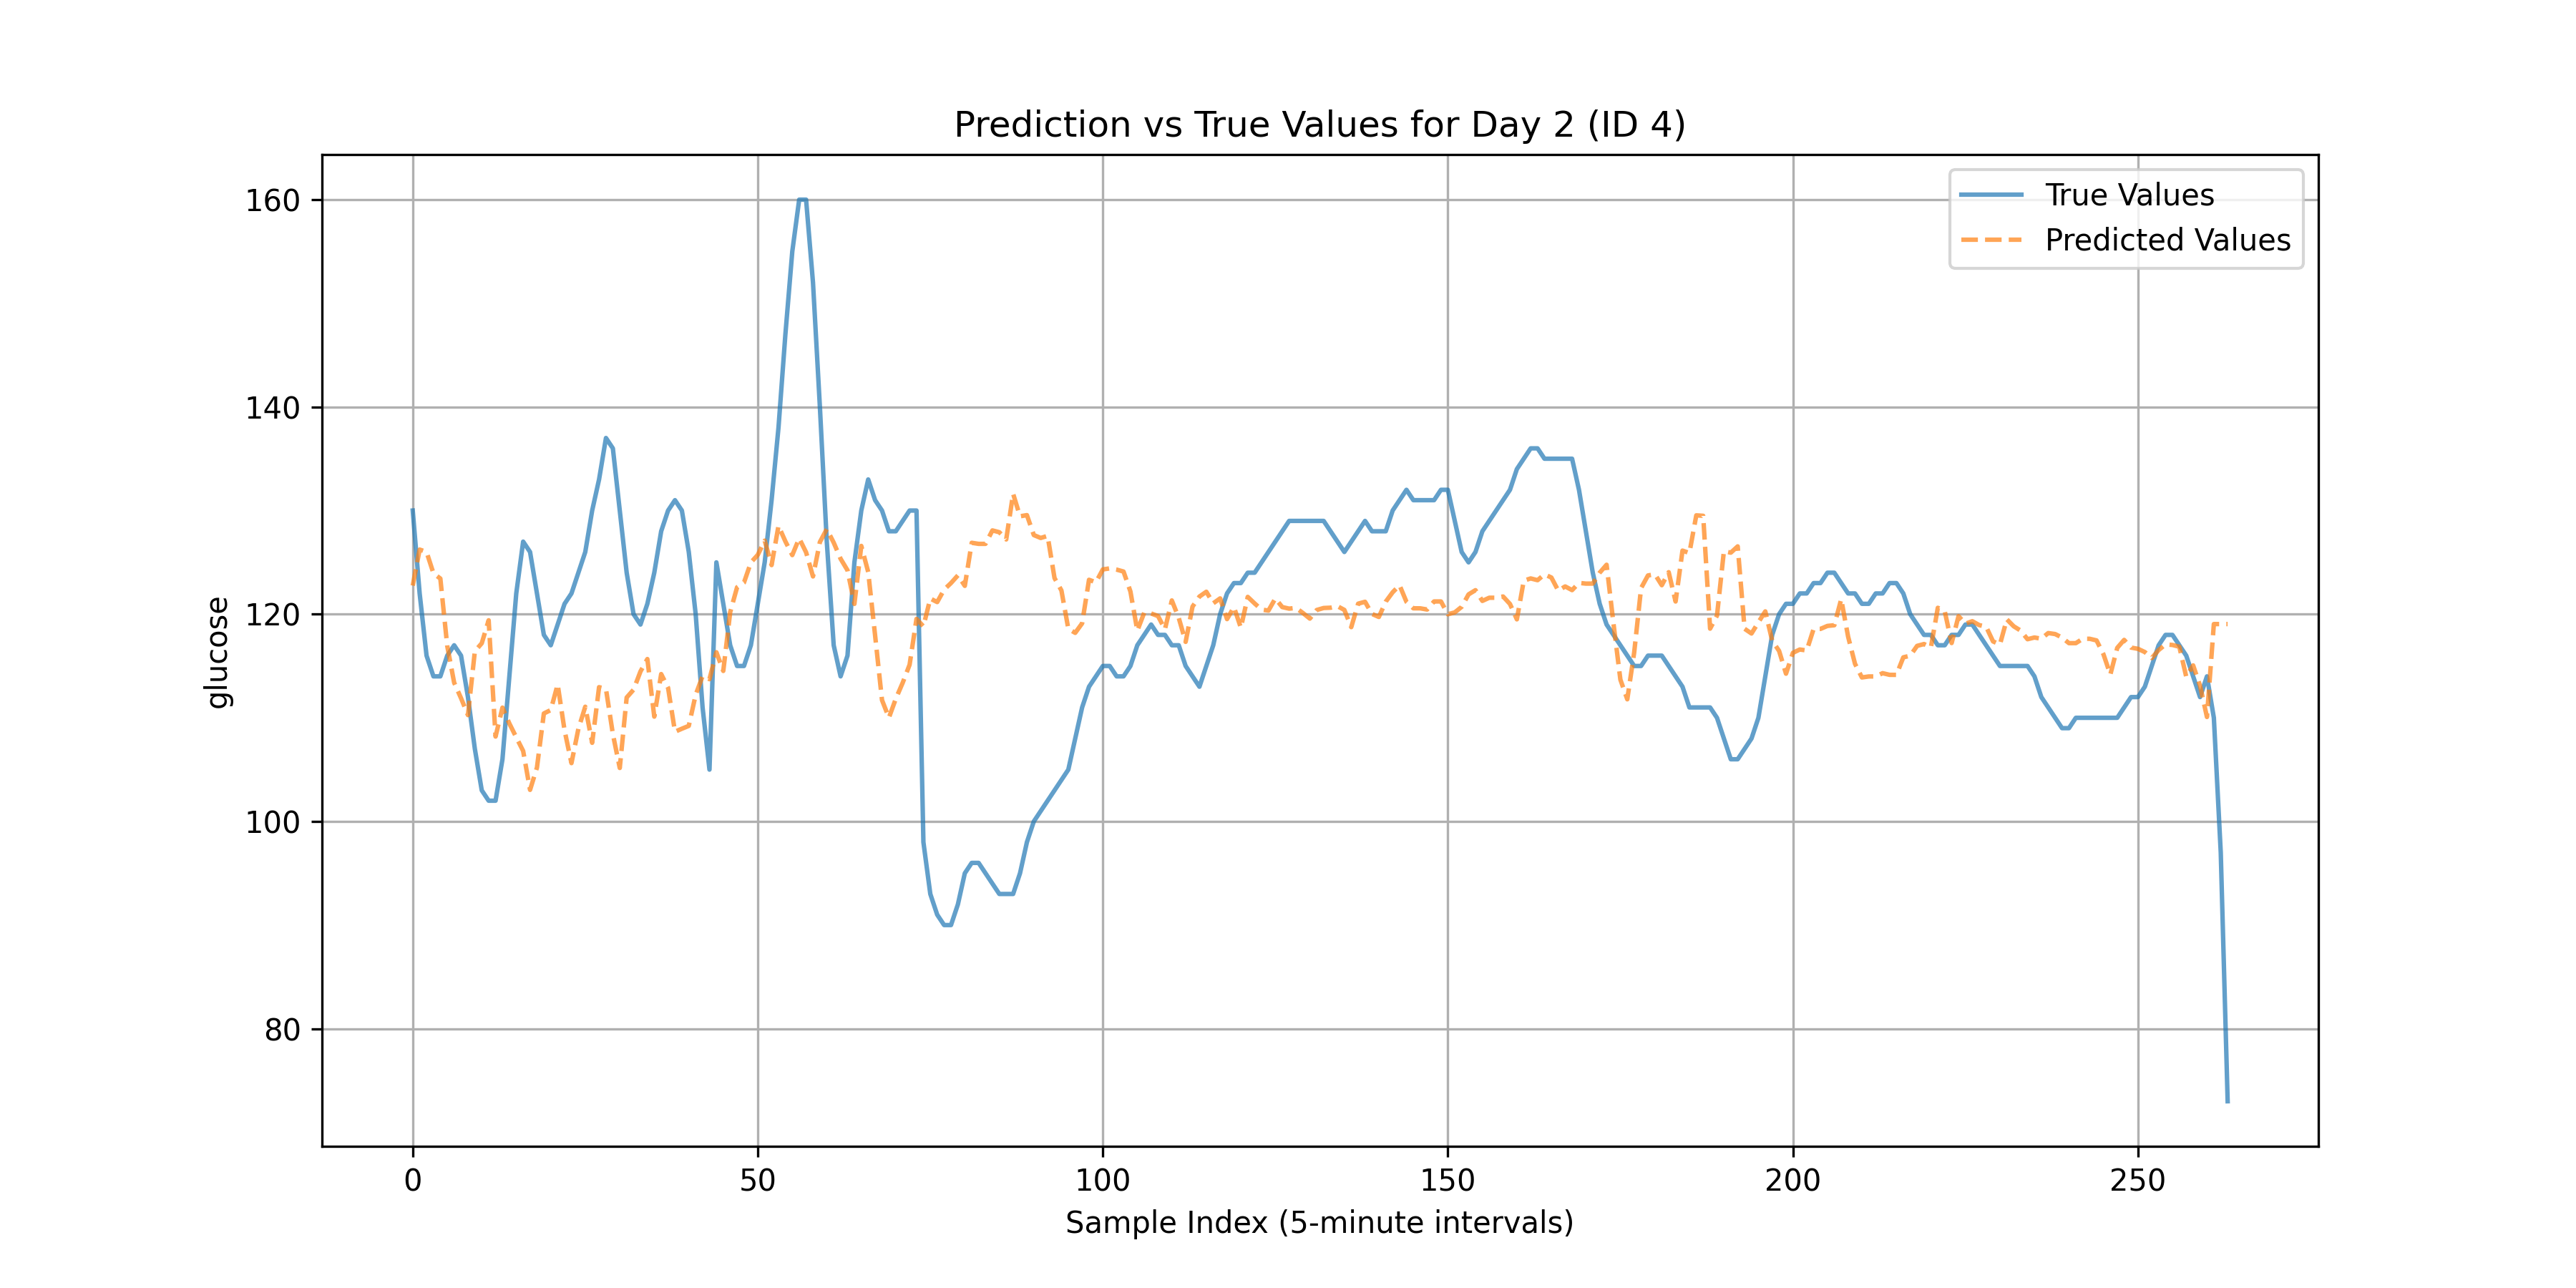 Prediction vs True Values for Day 2 (ID 4)
True Values
Predicted Values
160
140
120
100
80
glucose
0 50 100 150 200 250
Sample Index (5-minute intervals)